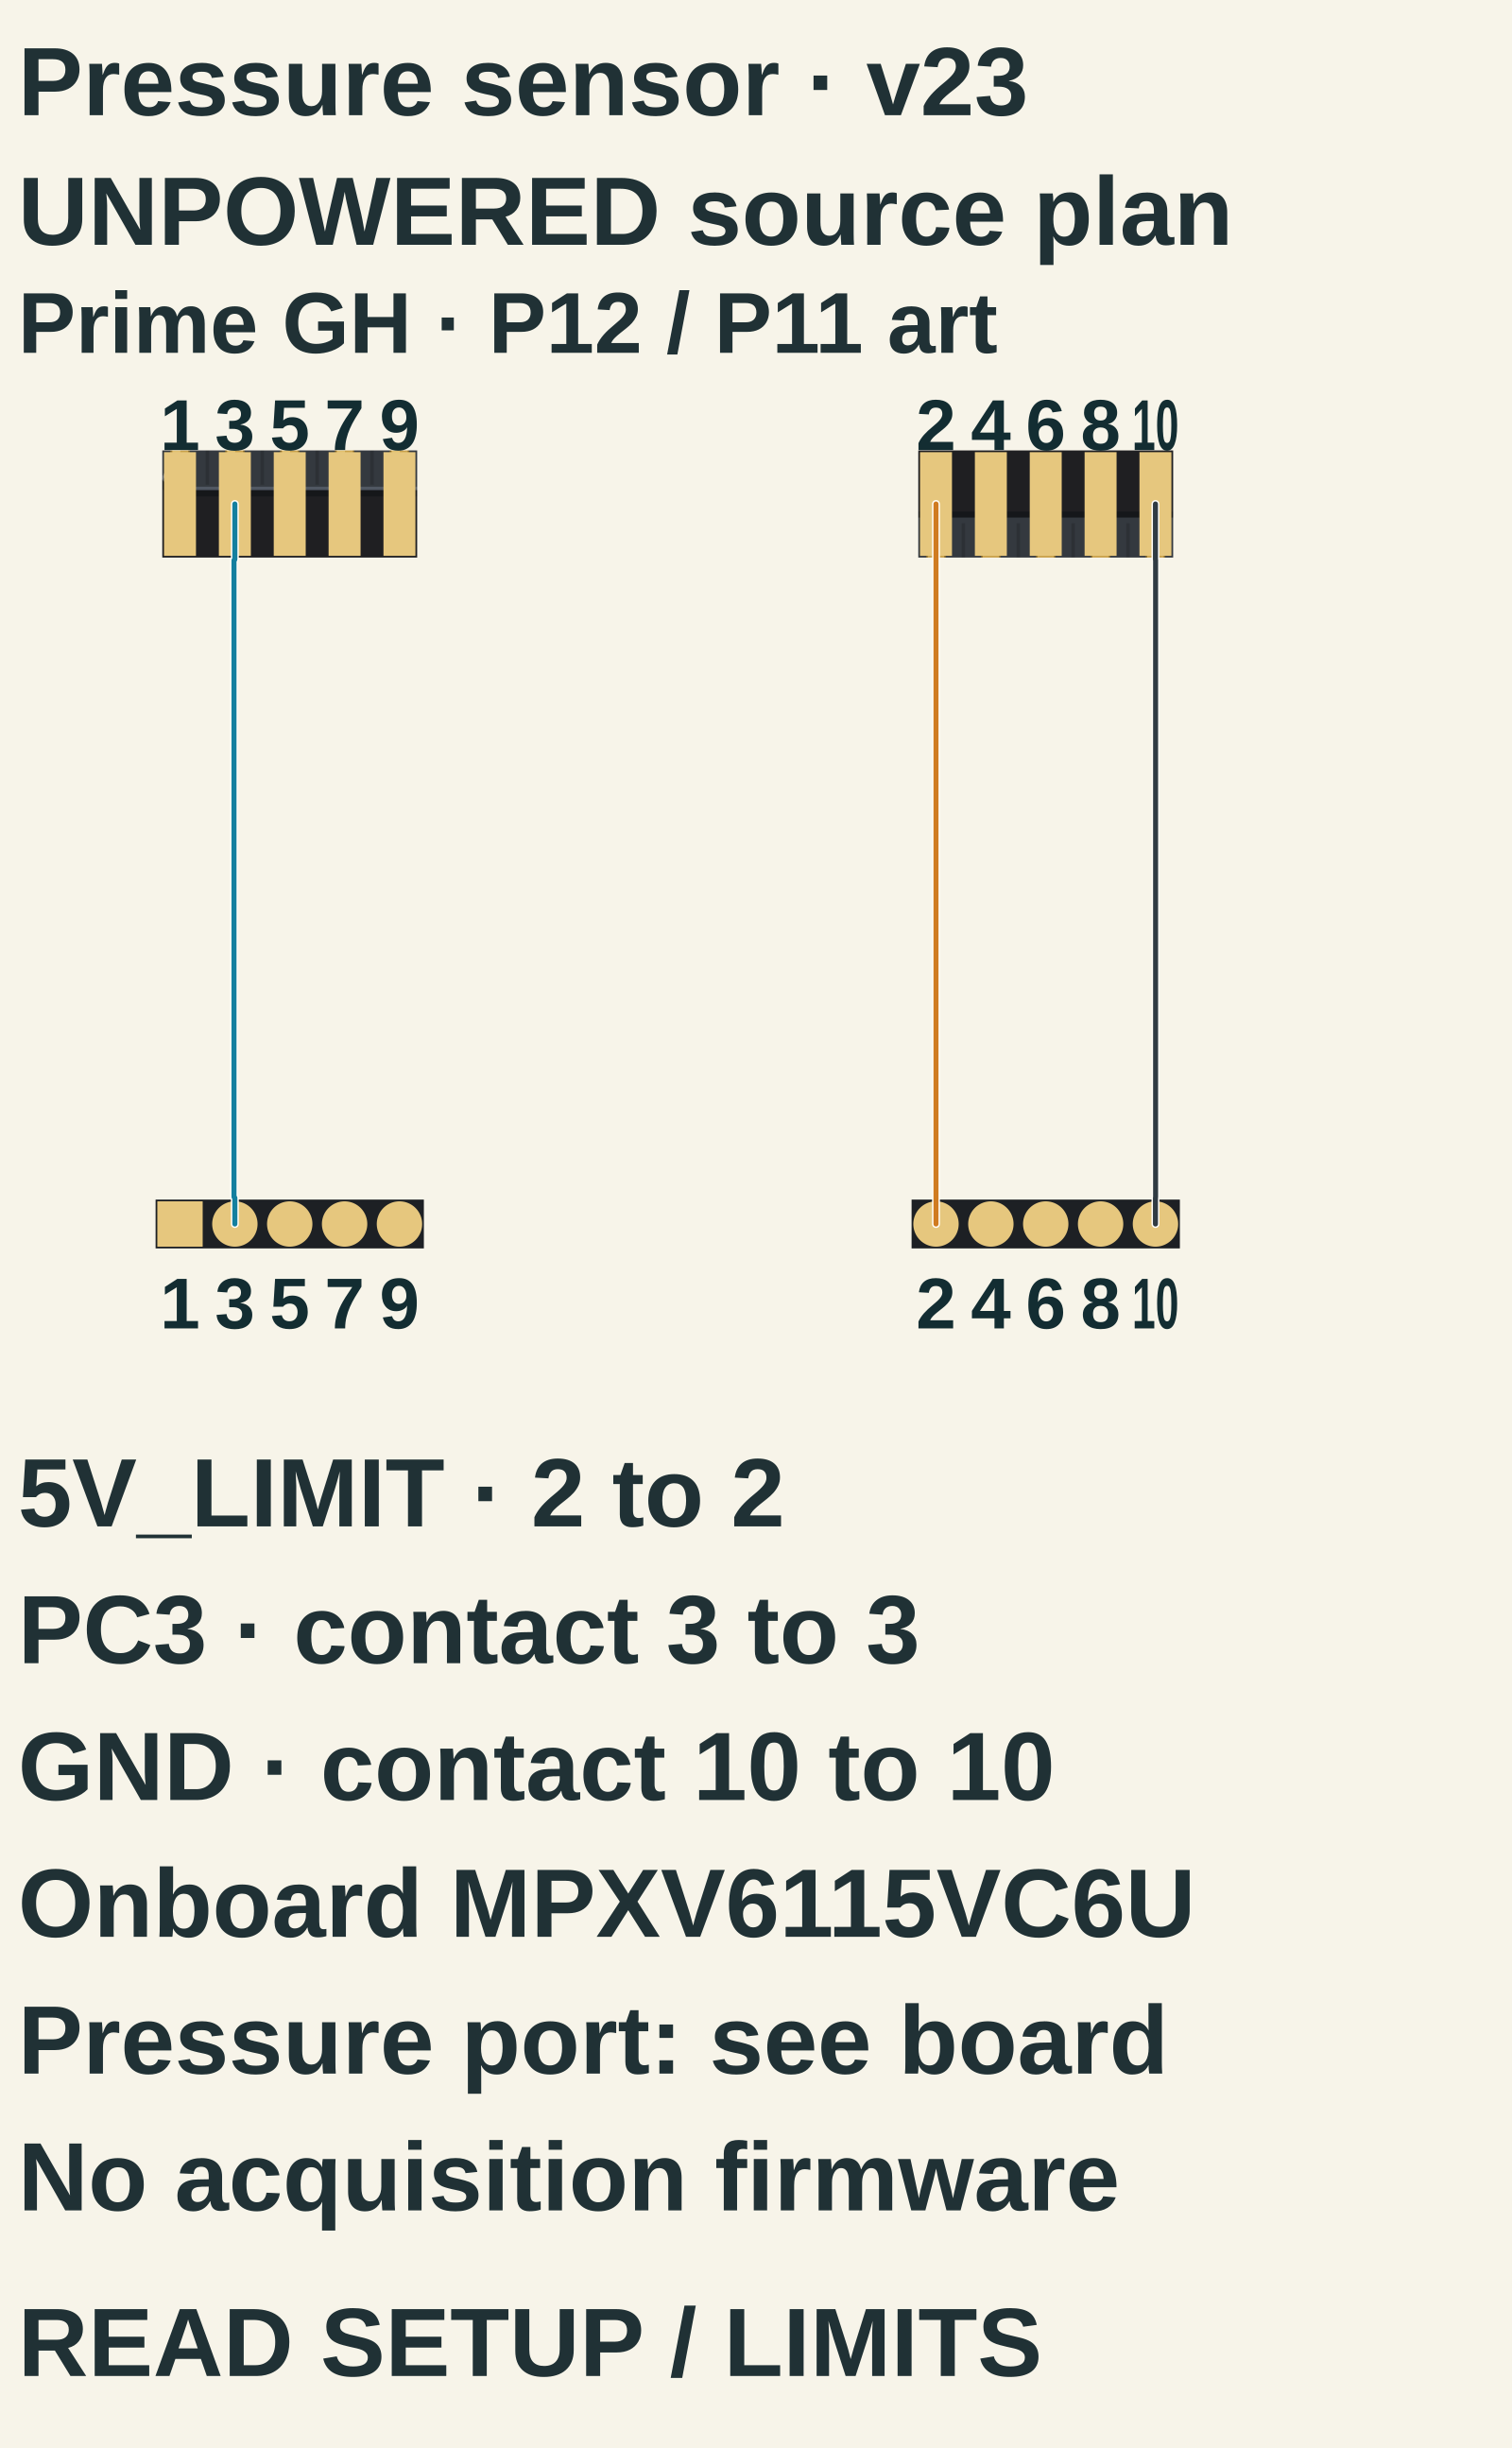 Pressure sensor · v23
UNPOWERED source plan
Prime GH · P12 / P11 art
1 3 5 7 9 2 4 6 8 10
1 3 5 7 9 2 4 6 8 10
5V_LIMIT · 2 to 2
PC3 · contact 3 to 3
GND · contact 10 to 10
Onboard MPXV6115VC6U
Pressure port: see board
No acquisition firmware
READ SETUP / LIMITS